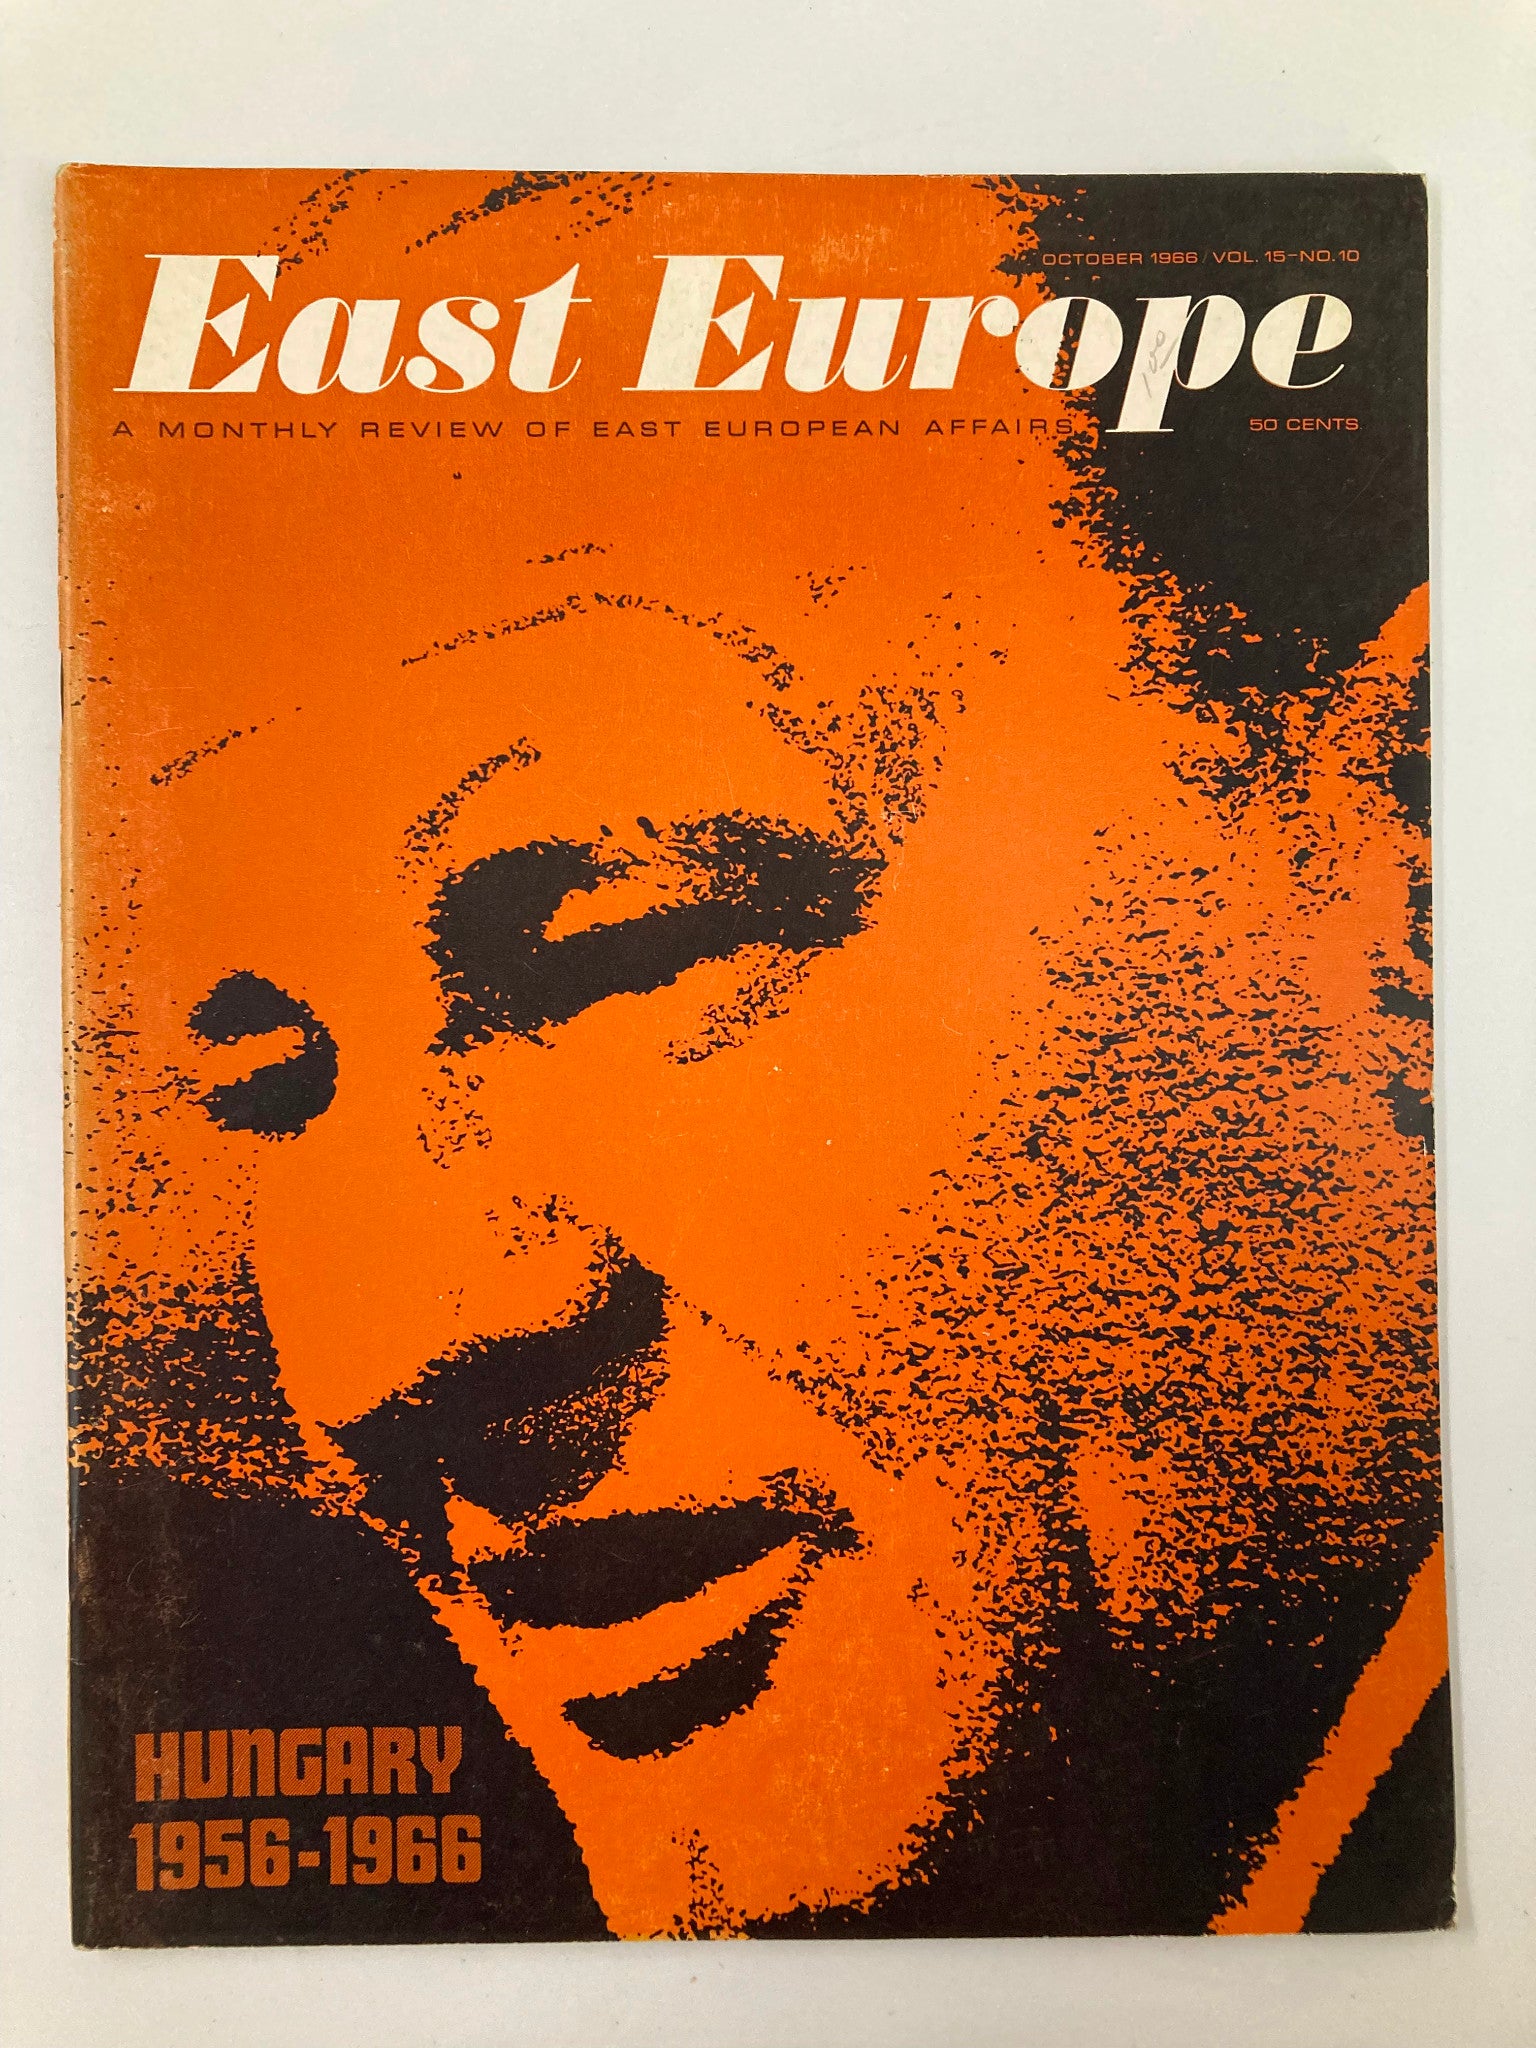 OCTOBER 1966 / VOL. 15-NO. 10
East Europe
A MONTHLY REVIEW OF EAST EUROPEAN AFFAIRS
50 CENTS.
HUNGARY
1956-1966